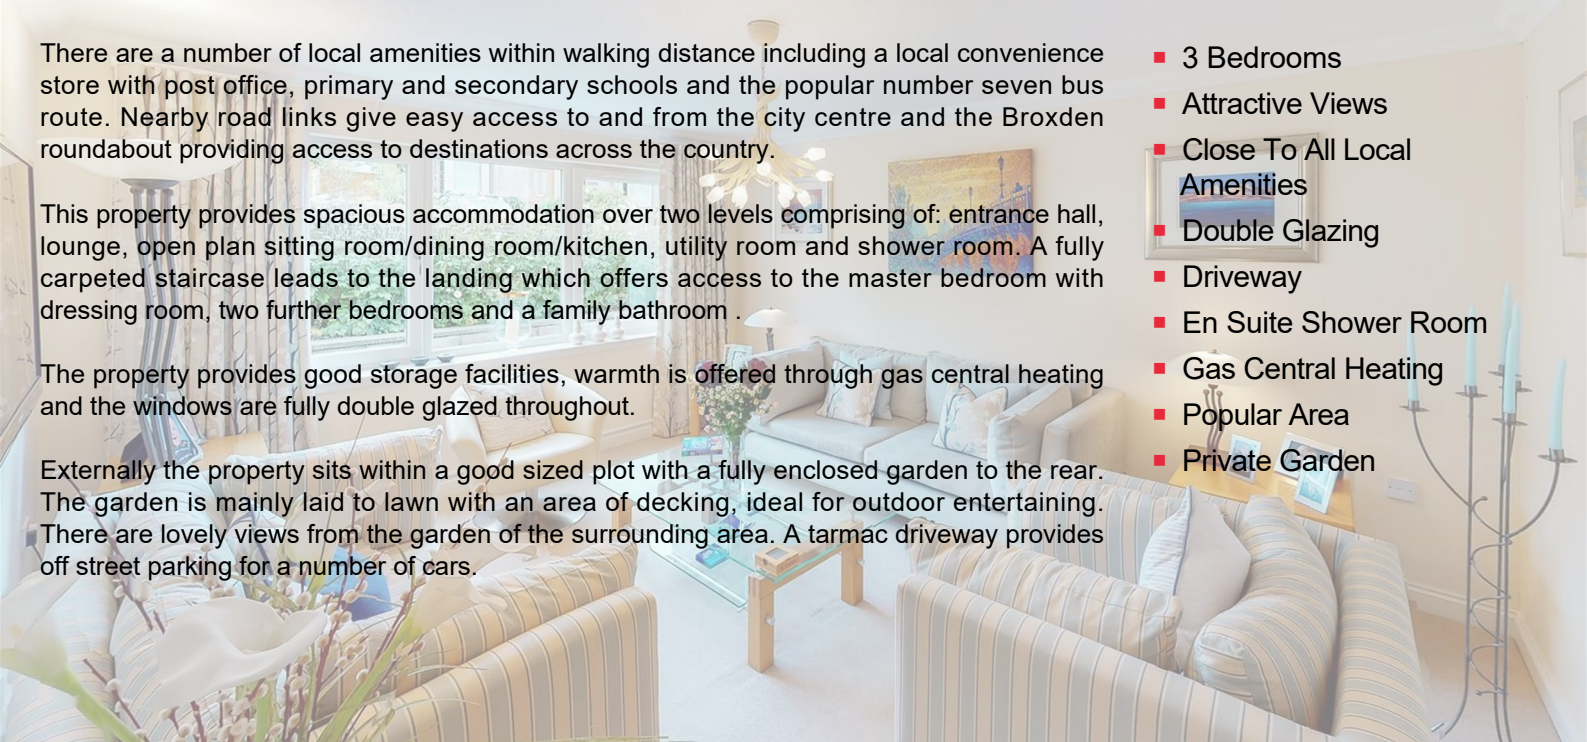 There are a number of local amenities within walking distance including a local convenience
store with post office, primary and secondary schools and the popular number seven bus
route. Nearby road links give easy access to and from the city centre and the Broxden
roundabout providing access to destinations across the country.
This property provides spacious accommodation over two levels comprising of: entrance hall,
lounge, open plan sitting room/dining room/kitchen, utility room and shower room. A fully
carpeted staircase leads to the landing which offers access to the master bedroom with
dressing room, two further bedrooms and a family bathroom .
The property provides good storage facilities, warmth is offered through gas central heating
and the windows are fully double glazed throughout.
Externally the property sits within a good sized plot with a fully enclosed garden to the rear.
The garden is mainly laid to lawn with an area of decking, ideal for outdoor entertaining.
There are lovely views from the garden of the surrounding area. A tarmac driveway provides
off street parking for a number of cars.
▪ 3 Bedrooms
▪ Attractive Views
▪ Close To All Local
Amenities
▪ Double Glazing
▪ Driveway
▪ En Suite Shower Room
▪ Gas Central Heating
▪ Popular Area
▪ Private Garden